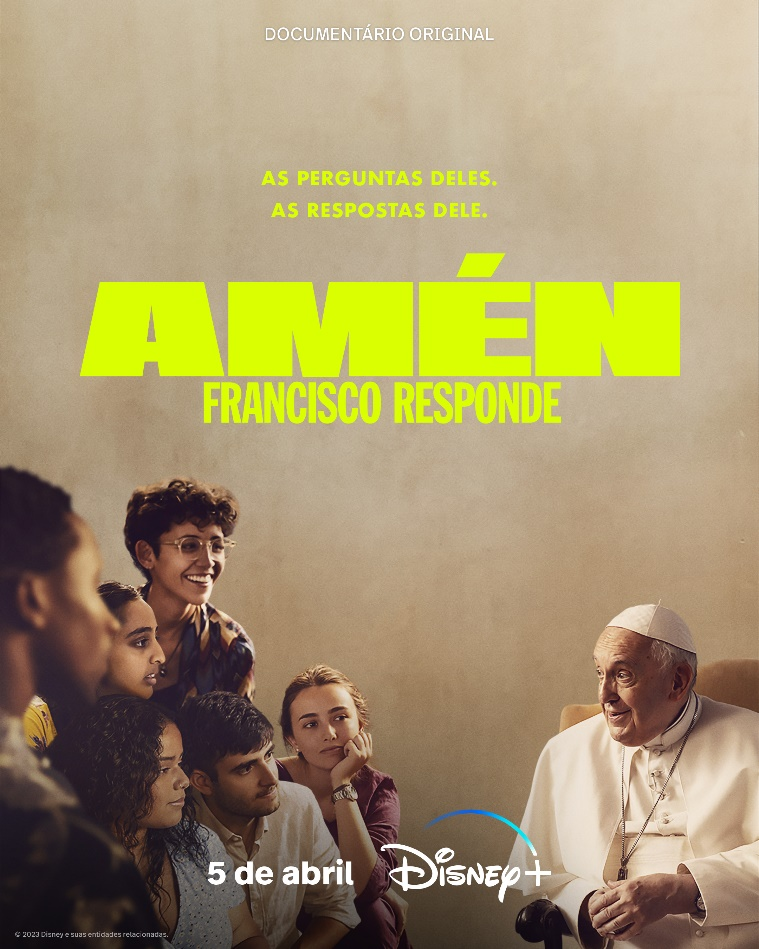 DOCUMENTÁRIO ORIGINAL
AS PERGUNTAS DELES.
AS RESPOSTAS DELE.
AMÉN
FRANCISCO RESPONDE
5 de abril Disney+
© 2023 Disney e suas entidades relacionadas.